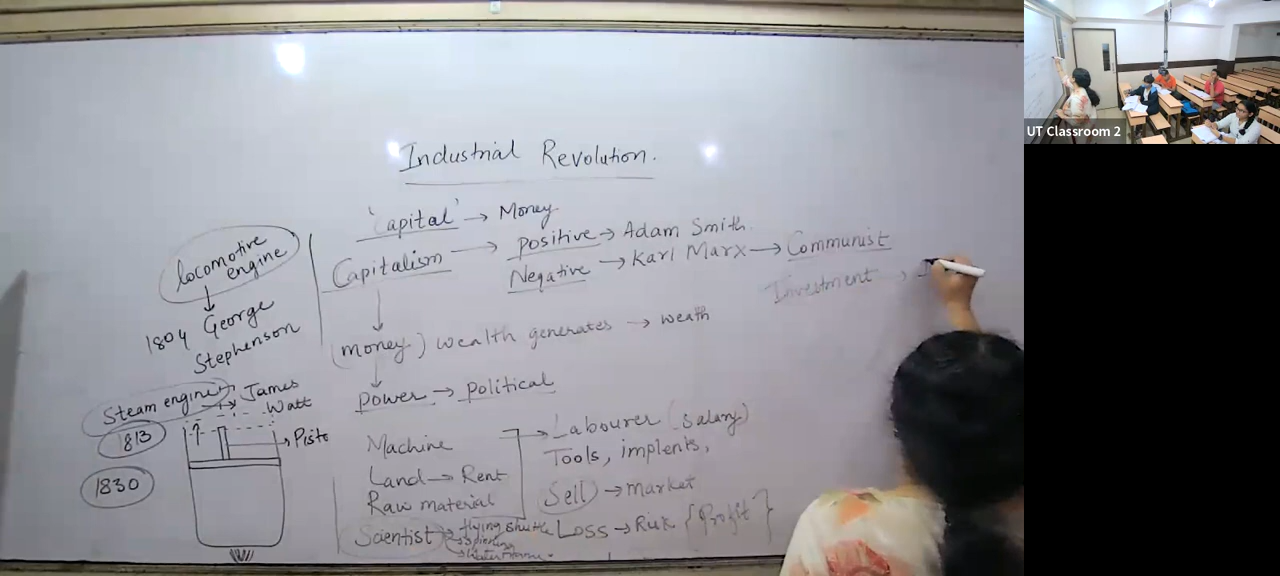 Industrial Revolution.
'Capital' → Money
Capitalism → Positive → Adam Smith.
Negative → Karl Marx → Communist
Investment →
(money) wealth generates → weath
Power → Political
Machine
Land → Rent
Raw material
Scientist → flying shuttle
Labourer (Salary)
Tools, implents,
Sell → market
Loss → Risk {Profit}
locomotive
engine
1804 George
Stephenson
Steam engine → James
Watt
1813
→ Pisto
1830
UT Classroom 2